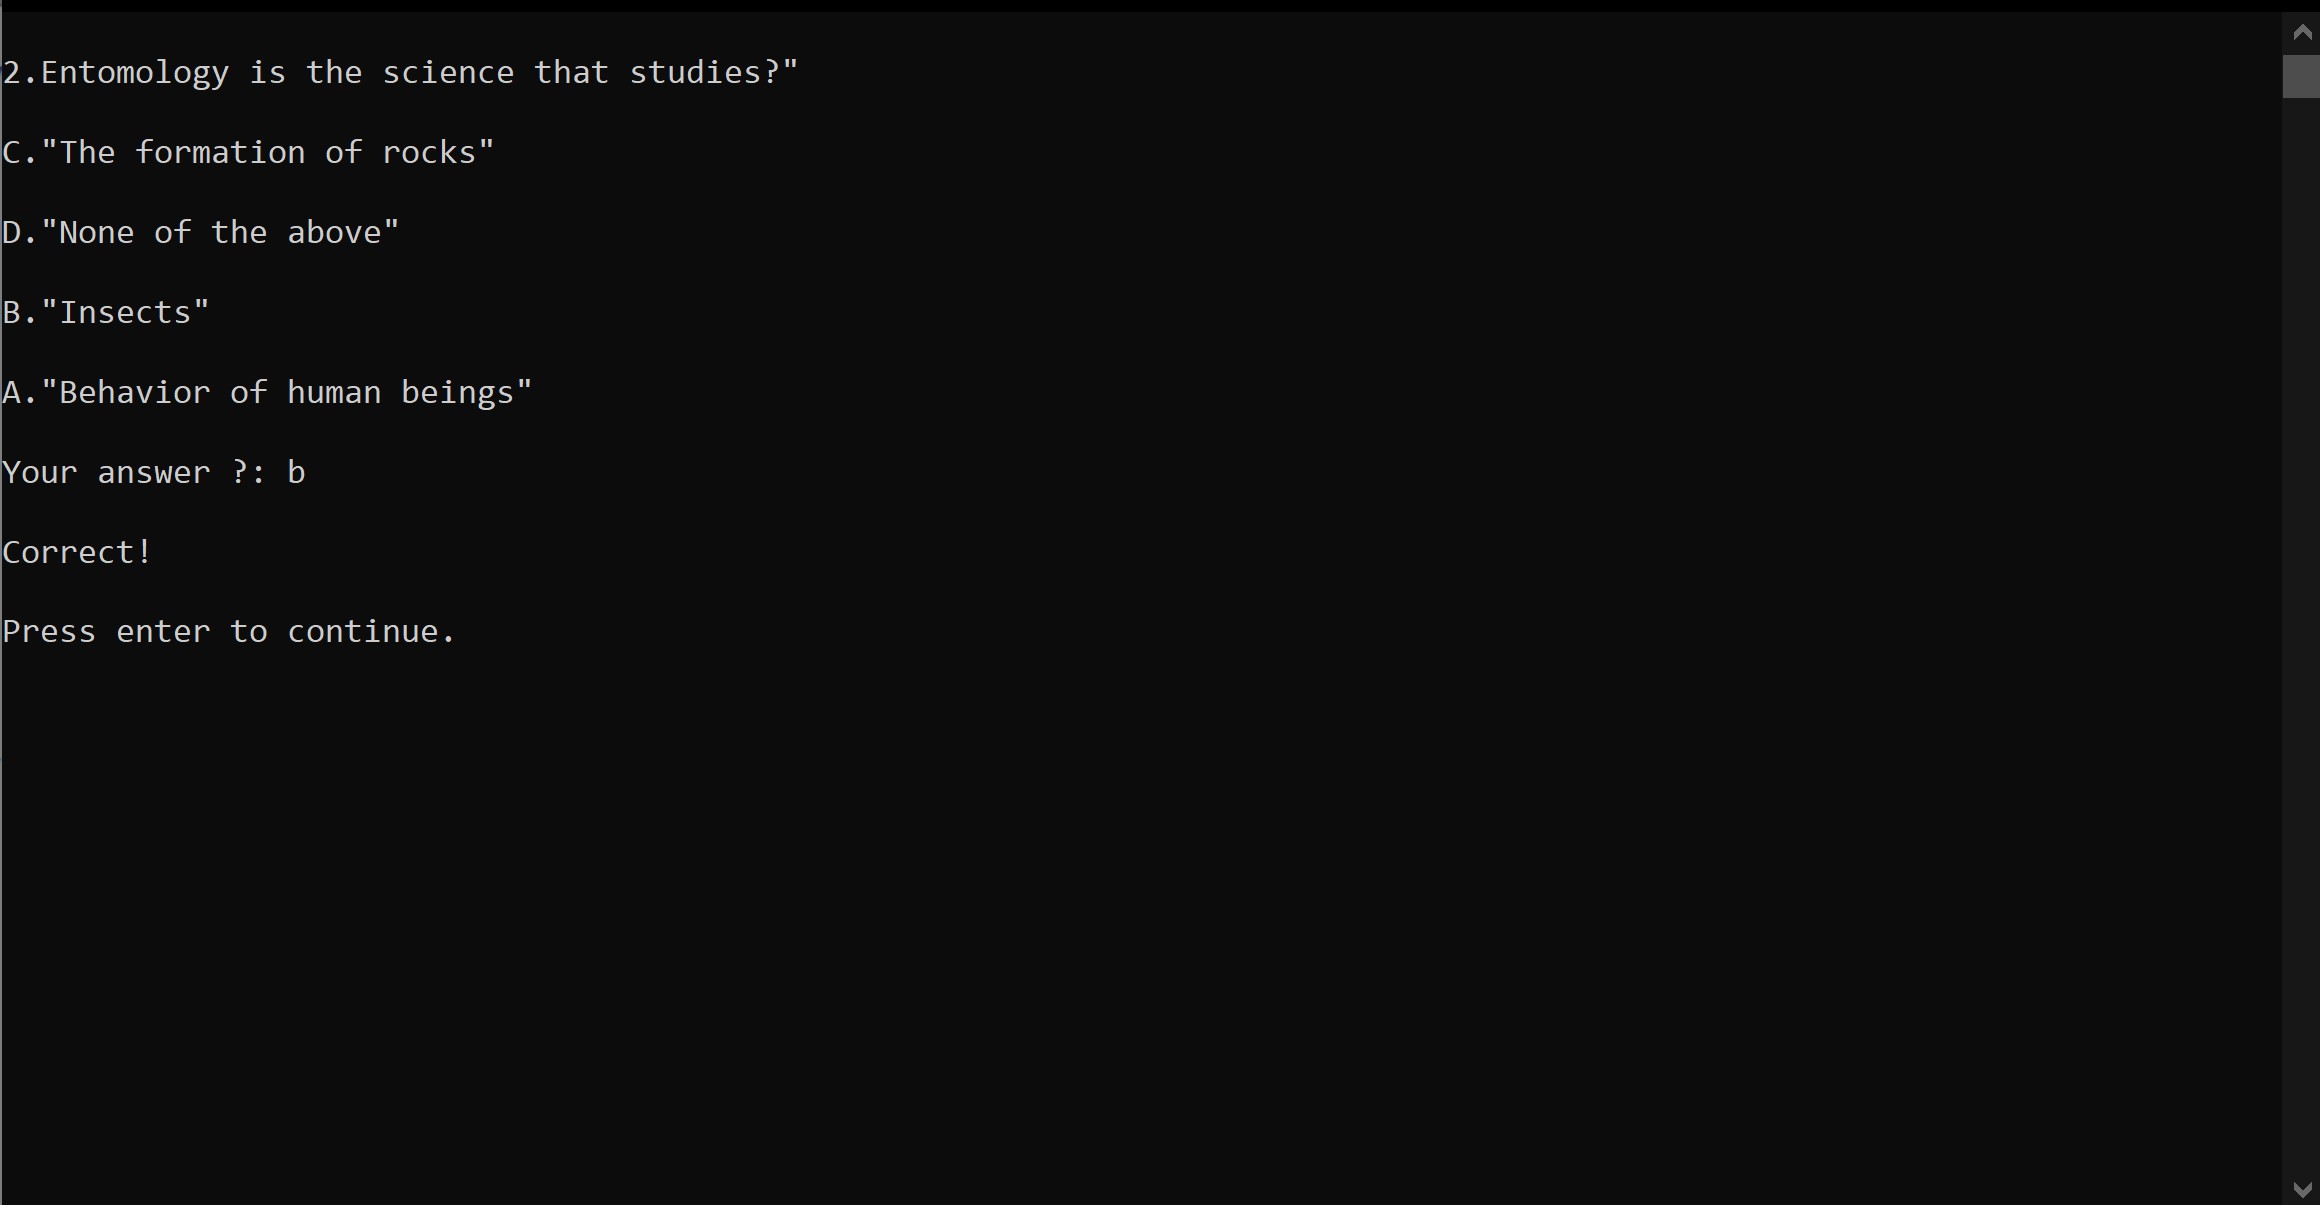 2.Entomology is the science that studies?"
C."The formation of rocks"
D."None of the above"
B."Insects"
A."Behavior of human beings"
Your answer ?: b
Correct!
Press enter to continue.